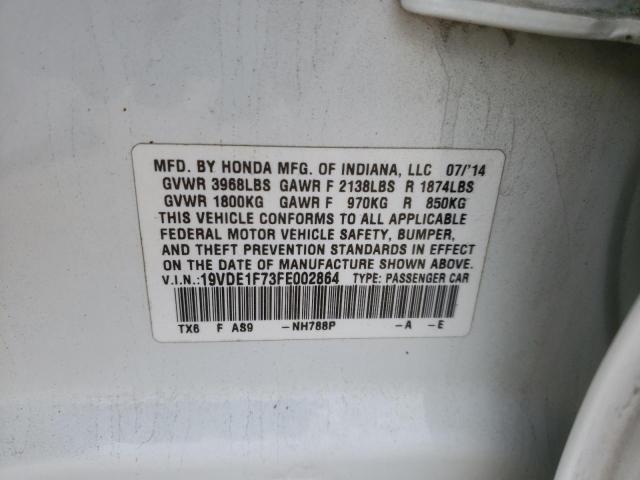 MFD. BY HONDA MFG. OF INDIANA, LLC 07/'14
GVWR 3968LBS GAWR F 2138LBS R 1874LBS
GVWR 1800KG GAWR F 970KG R 850KG
THIS VEHICLE CONFORMS TO ALL APPLICABLE
FEDERAL MOTOR VEHICLE SAFETY, BUMPER,
AND THEFT PREVENTION STANDARDS IN EFFECT
ON THE DATE OF MANUFACTURE SHOWN ABOVE.
V.I.N.:19VDE1F73FE002864 TYPE: PASSENGER CAR
TX6 F AS9 -NH788P -A -E